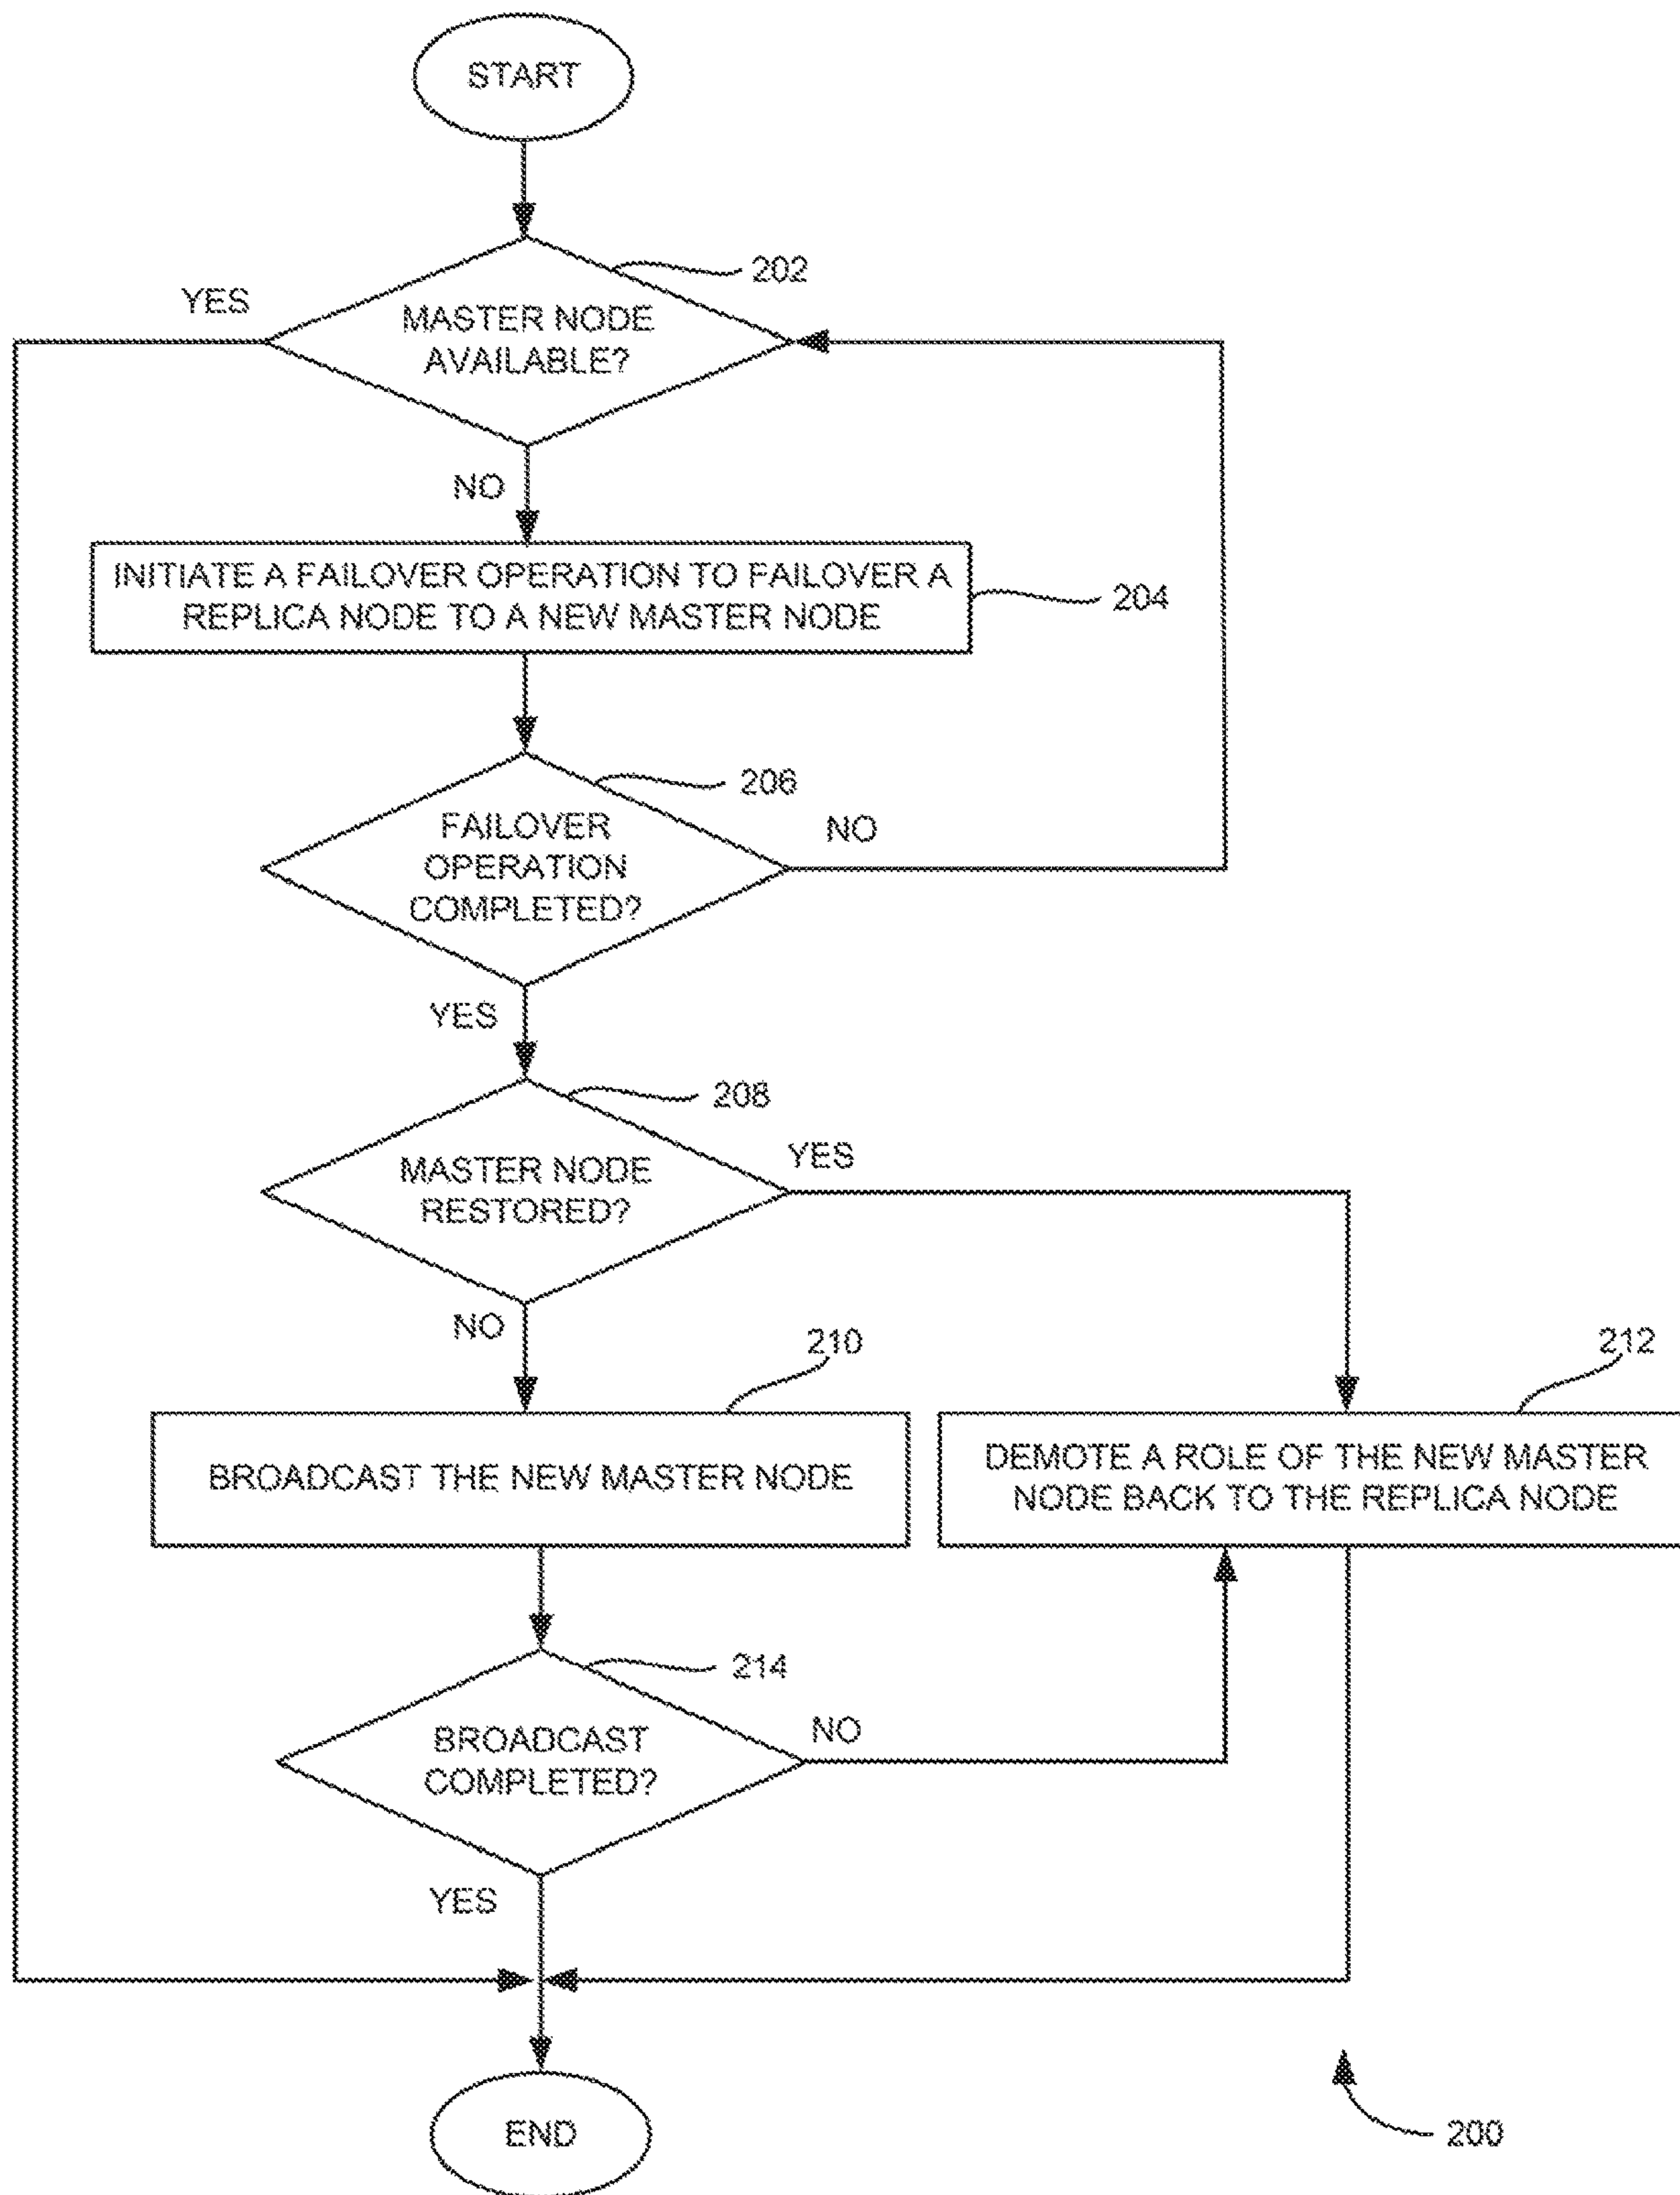 START
202
YES
MASTER NODE
AVAILABLE?
NO
INITIATE A FAILOVER OPERATION TO FAILOVER A
REPLICA NODE TO A NEW MASTER NODE
204
206
FAILOVER
OPERATION
COMPLETED?
NO
YES
208
MASTER NODE
RESTORED?
YES
NO
210
212
BROADCAST THE NEW MASTER NODE
DEMOTE A ROLE OF THE NEW MASTER
NODE BACK TO THE REPLICA NODE
214
BROADCAST
COMPLETED?
NO
YES
END
200